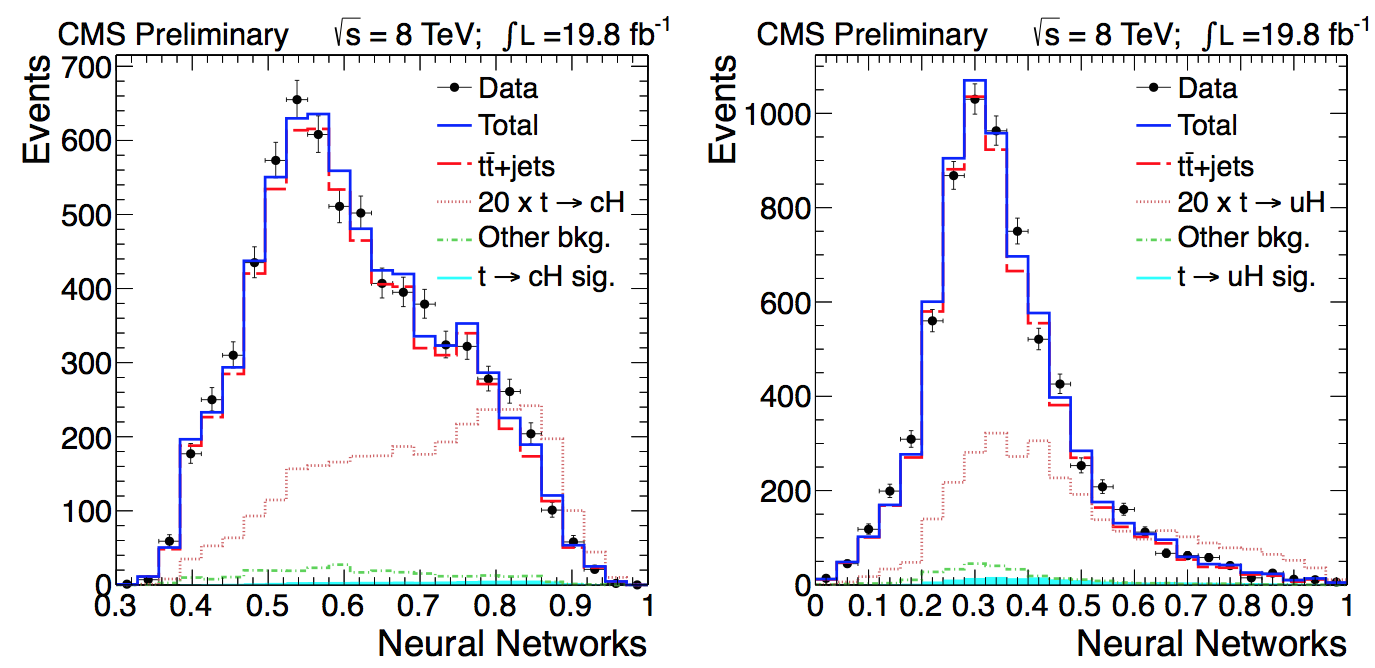 CMS Preliminary √s = 8 TeV; ∫L =19.8 fb⁻¹
Events
700
600
500
400
300
200
100
0
Data
Total
tt̄+jets
20 x t → cH
Other bkg.
t → cH sig.
0.3 0.4 0.5 0.6 0.7 0.8 0.9 1
Neural Networks
CMS Preliminary √s = 8 TeV; ∫L =19.8 fb⁻¹
Events
1000
800
600
400
200
0
Data
Total
tt̄+jets
20 x t → uH
Other bkg.
t → uH sig.
0 0.1 0.2 0.3 0.4 0.5 0.6 0.7 0.8 0.9 1
Neural Networks